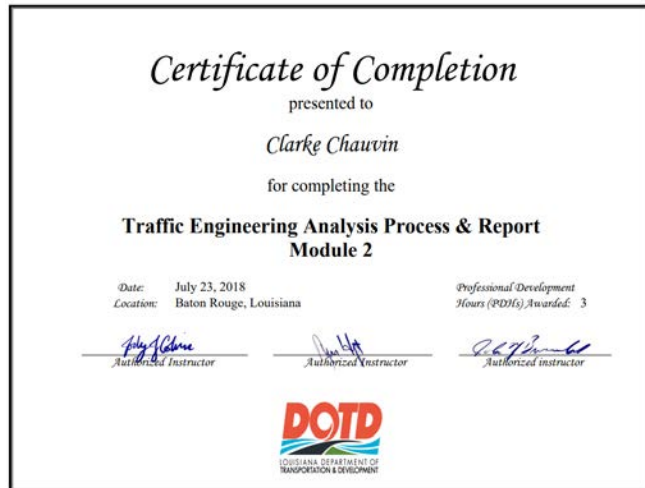 Certificate of Completion
presented to
Clarke Chauvin
for completing the
Traffic Engineering Analysis Process & Report
Module 2
Date: July 23, 2018
Location: Baton Rouge, Louisiana
Professional Development
Hours (PDHs) Awarded: 3
Authorized Instructor
Authorized Instructor
Authorized instructor
DOTD
LOUISIANA DEPARTMENT OF
TRANSPORTATION & DEVELOPMENT